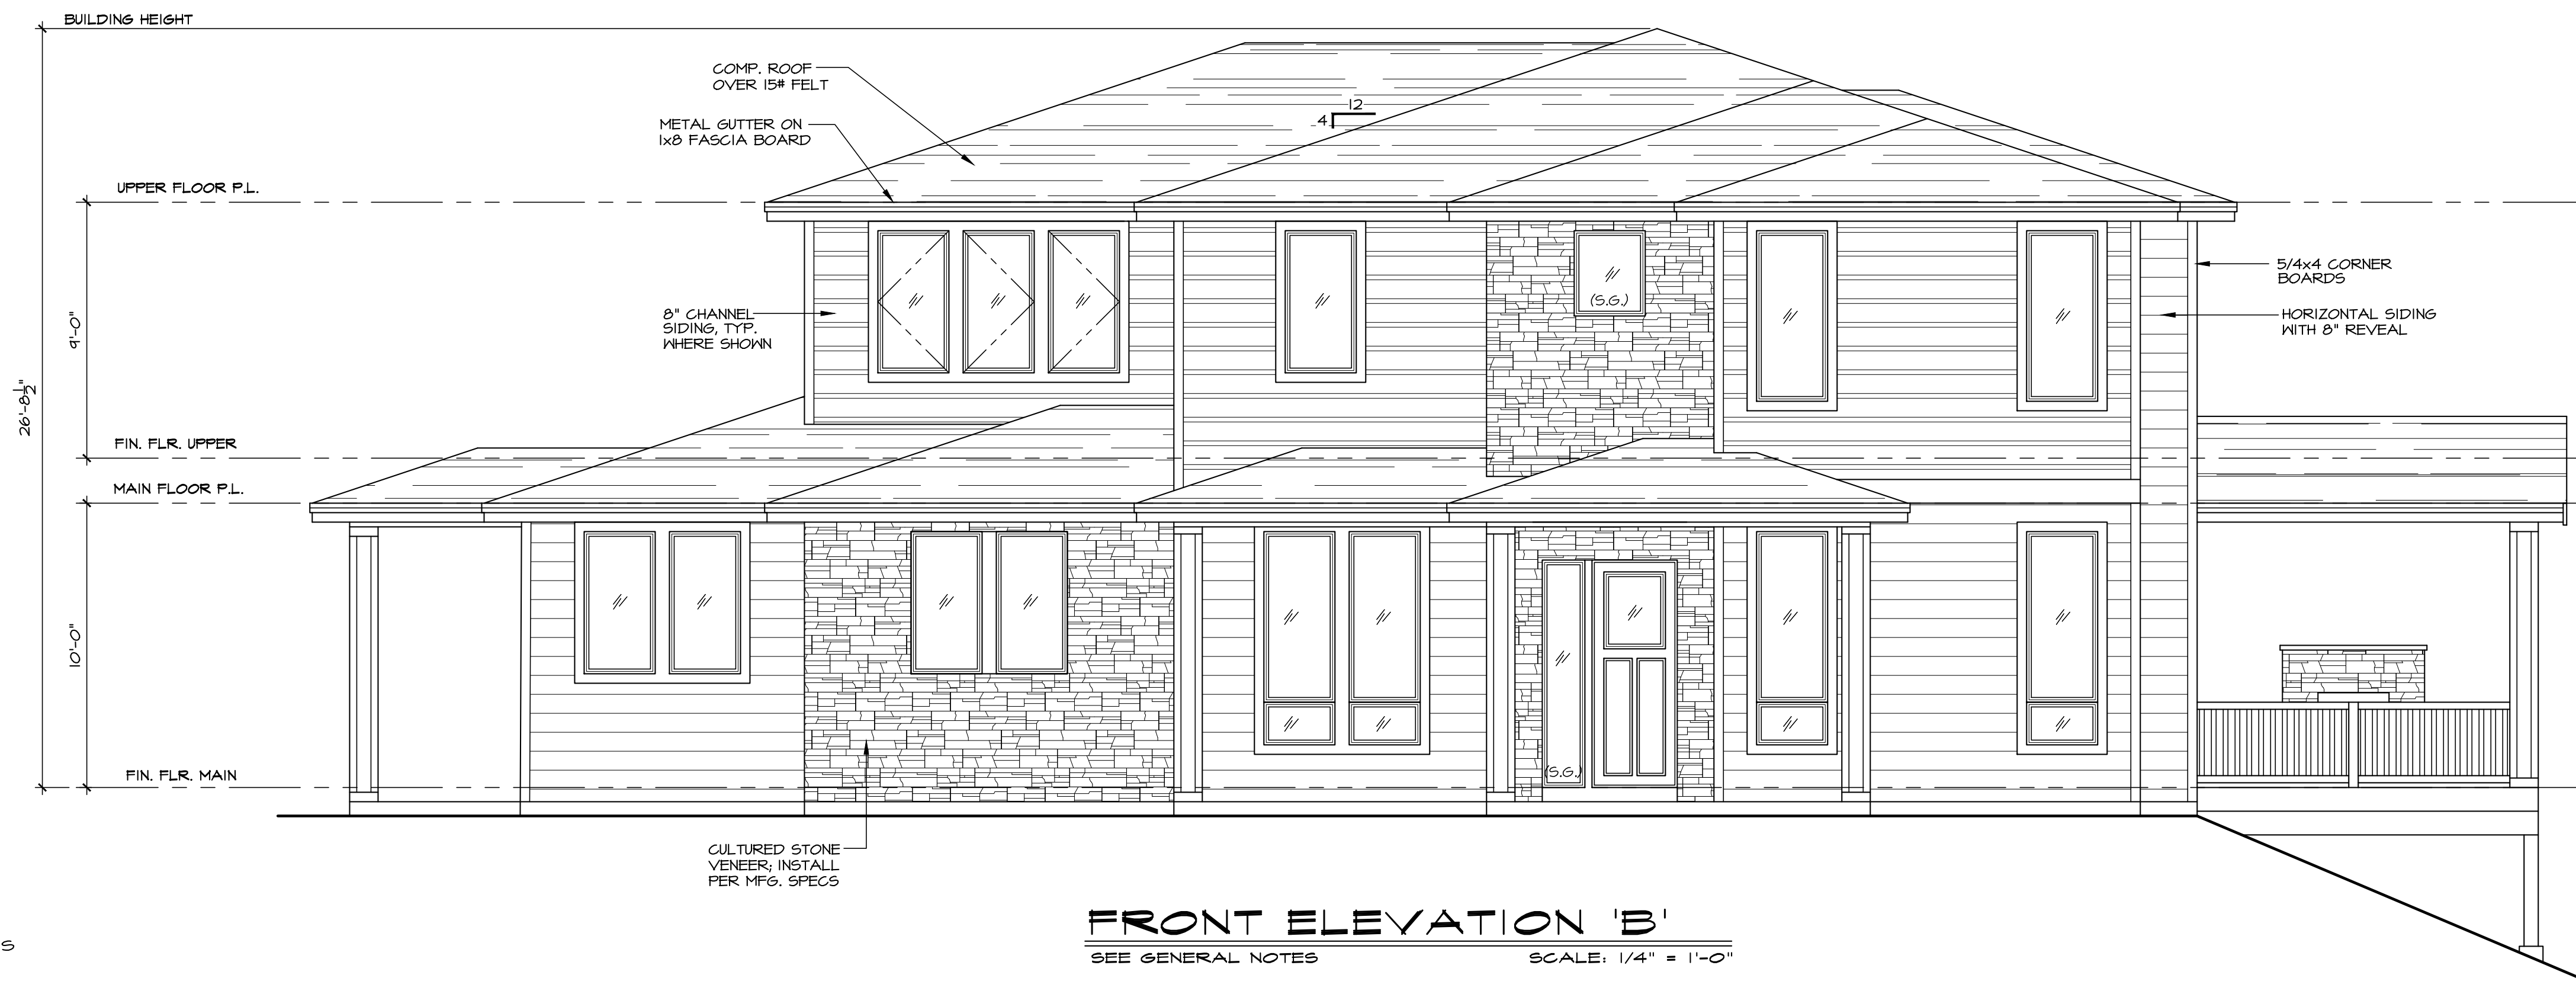 BUILDING HEIGHT
COMP. ROOF
OVER 15# FELT
12
4
METAL GUTTER ON
1x8 FASCIA BOARD
UPPER FLOOR P.L.
9'-0"
26'-8½"
8" CHANNEL
SIDING, TYP.
WHERE SHOWN
(S.G.)
5/4x4 CORNER
BOARDS
HORIZONTAL SIDING
WITH 8" REVEAL
FIN. FLR. UPPER
MAIN FLOOR P.L.
10'-0"
FIN. FLR. MAIN
(S.G.)
CULTURED STONE
VENEER; INSTALL
PER MFG. SPECS
FRONT ELEVATION 'B'
SEE GENERAL NOTES
SCALE: 1/4" = 1'-0"
S